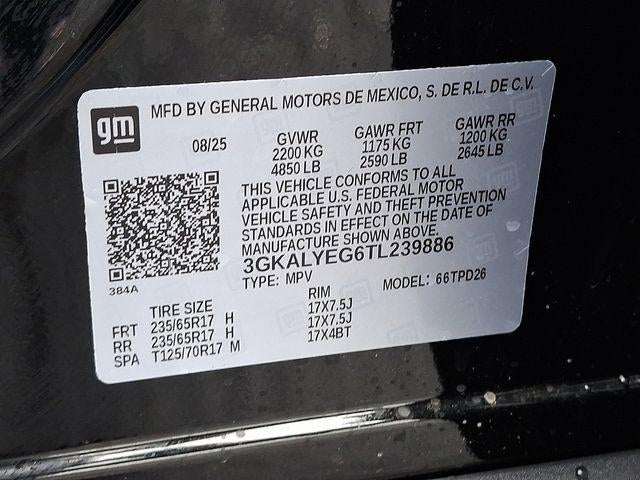 gm
MFD BY GENERAL MOTORS DE MEXICO, S. DE R.L. DE C.V.
08/25 GVWR GAWR FRT GAWR RR
2200 KG 1175 KG 1200 KG
4850 LB 2590 LB 2645 LB
THIS VEHICLE CONFORMS TO ALL
APPLICABLE U.S. FEDERAL MOTOR
VEHICLE SAFETY AND THEFT PREVENTION
STANDARDS IN EFFECT ON THE DATE OF
MANUFACTURE SHOWN ABOVE.
3GKALYEG6TL239886
TYPE: MPV MODEL: 66TPD26
384A
TIRE SIZE RIM
FRT 235/65R17 H 17X7.5J
RR 235/65R17 H 17X7.5J
SPA T125/70R17 M 17X4BT